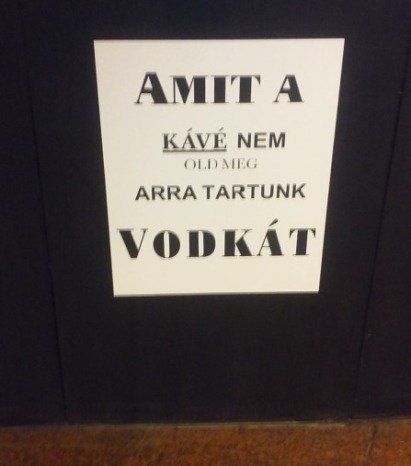 AMIT A
KÁVÉ NEM
OLD MEG
ARRA TARTUNK
VODKÁT